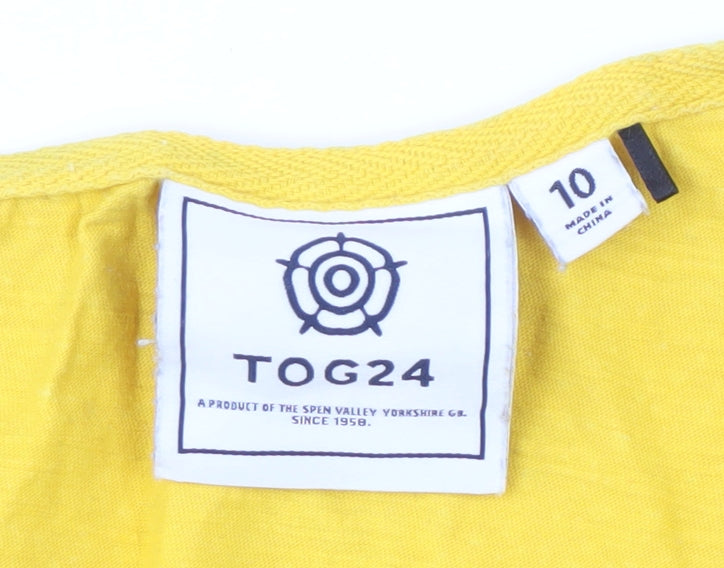 TOG24
A PRODUCT OF THE SPEN VALLEY YORKSHIRE GB.
SINCE 1958.
10
MADE IN
CHINA